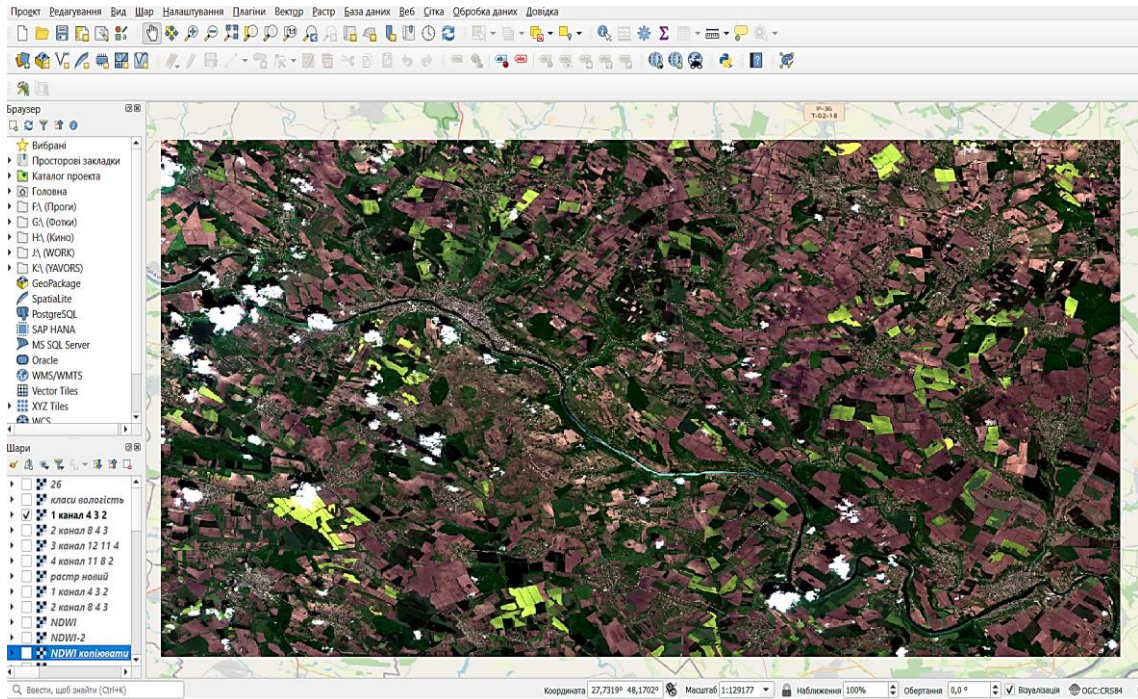 Проект Редагування Вид Шар Налаштування Плагіни Вектор Растр База даних Веб Сітка Обробка даних Довідка
Браузер
Вибрані
Просторові закладки
Каталог проекта
Головна
F:\ (Проги)
G:\ (Фотки)
H:\ (Кино)
J:\ (WORK)
K:\ (YAVORS)
GeoPackage
SpatiaLite
PostgreSQL
SAP HANA
MS SQL Server
Oracle
WMS/WMTS
Vector Tiles
XYZ Tiles
WCS
P-36
T-02-18
Шари
26
класи вологість
1 канал 4 3 2
2 канал 8 4 3
3 канал 12 11 4
4 канал 11 8 2
растр новий
1 канал 4 3 2
2 канал 8 4 3
NDWI
NDWI-2
NDWI копіювати
Ввести, щоб знайти (Ctrl+K)
Координата 27,7319° 48,1702° Масштаб 1:129177 Наближення 100% Обертання 0,0 ° Візуалізація OGC:CRS84